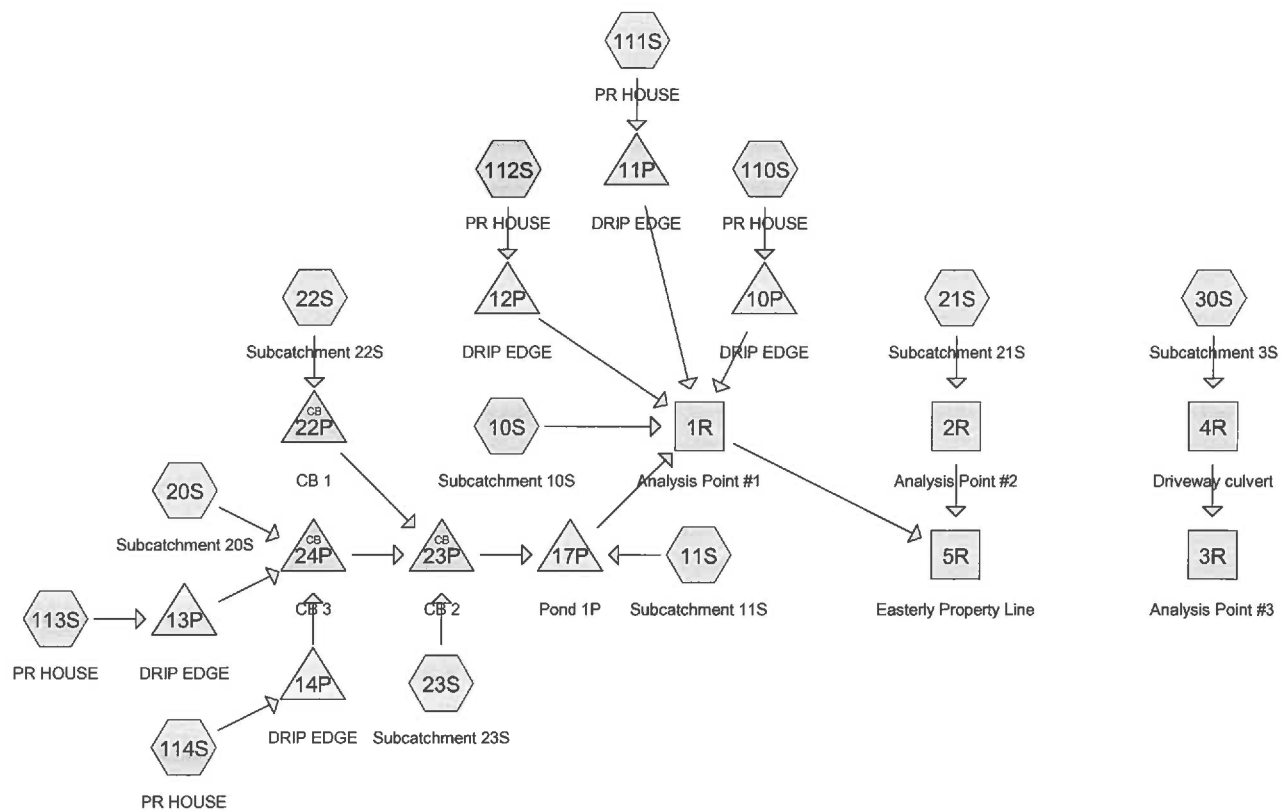 111S
PR HOUSE
112S
11P
110S
PR HOUSE
DRIP EDGE
PR HOUSE
22S
12P
10P
21S
30S
Subcatchment 22S
DRIP EDGE
DRIP EDGE
Subcatchment 21S
Subcatchment 3S
CB
22P
10S
1R
2R
4R
CB 1
Subcatchment 10S
Analysis Point #1
Analysis Point #2
Driveway culvert
20S
Subcatchment 20S
CB
24P
CB
23P
17P
11S
5R
3R
CB 3
CB 2
Pond 1P
Subcatchment 11S
Easterly Property Line
Analysis Point #3
113S
13P
PR HOUSE
DRIP EDGE
14P
23S
DRIP EDGE
Subcatchment 23S
114S
PR HOUSE